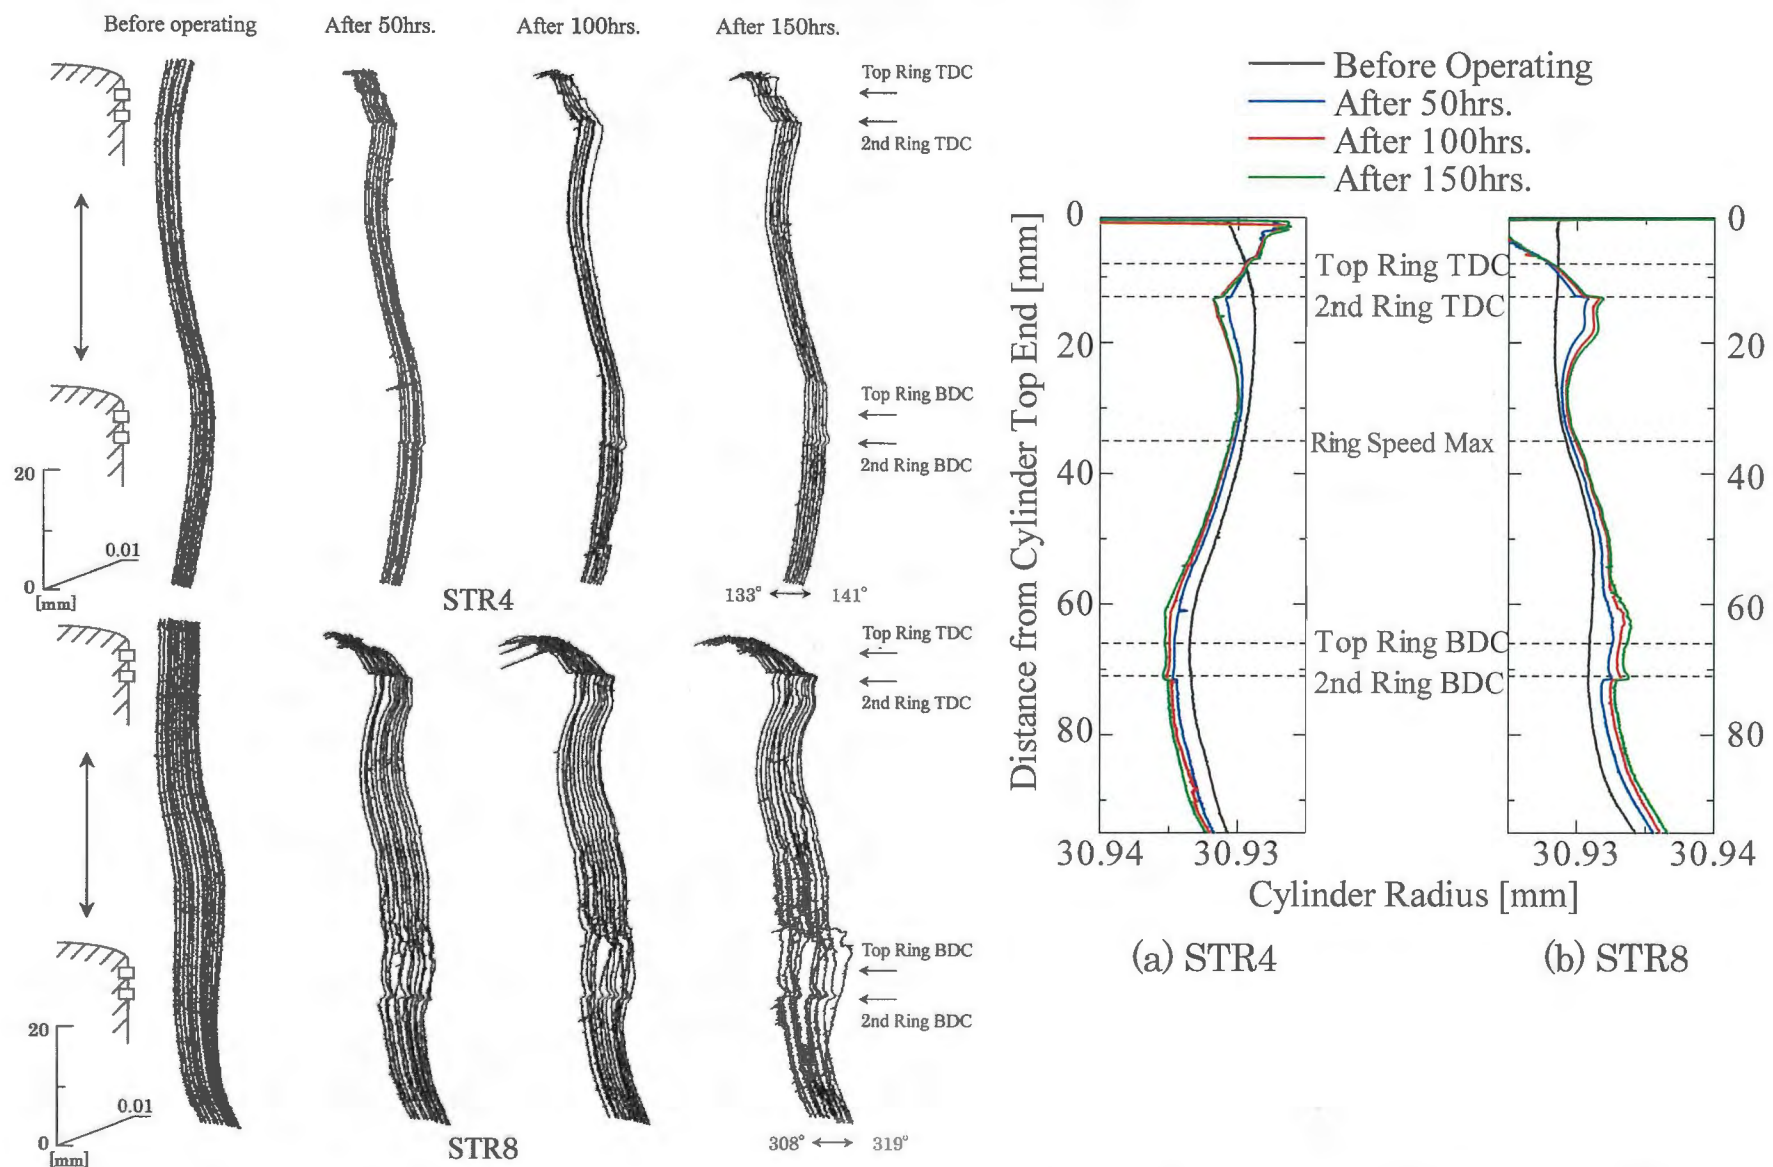 Before operating After 50hrs. After 100hrs. After 150hrs.
Top Ring TDC
2nd Ring TDC
Top Ring BDC
2nd Ring BDC
20
0.01
0
[mm]
STR4
133° 141°
Top Ring TDC
2nd Ring TDC
Top Ring BDC
2nd Ring BDC
20
0.01
0
[mm]
STR8
308° 319°
Before Operating
After 50hrs.
After 100hrs.
After 150hrs.
Distance from Cylinder Top End [mm]
0 0
Top Ring TDC
2nd Ring TDC
20 20
Ring Speed Max
40 40
60 60
Top Ring BDC
2nd Ring BDC
80 80
30.94 30.93 30.93 30.94
Cylinder Radius [mm]
(a) STR4 (b) STR8